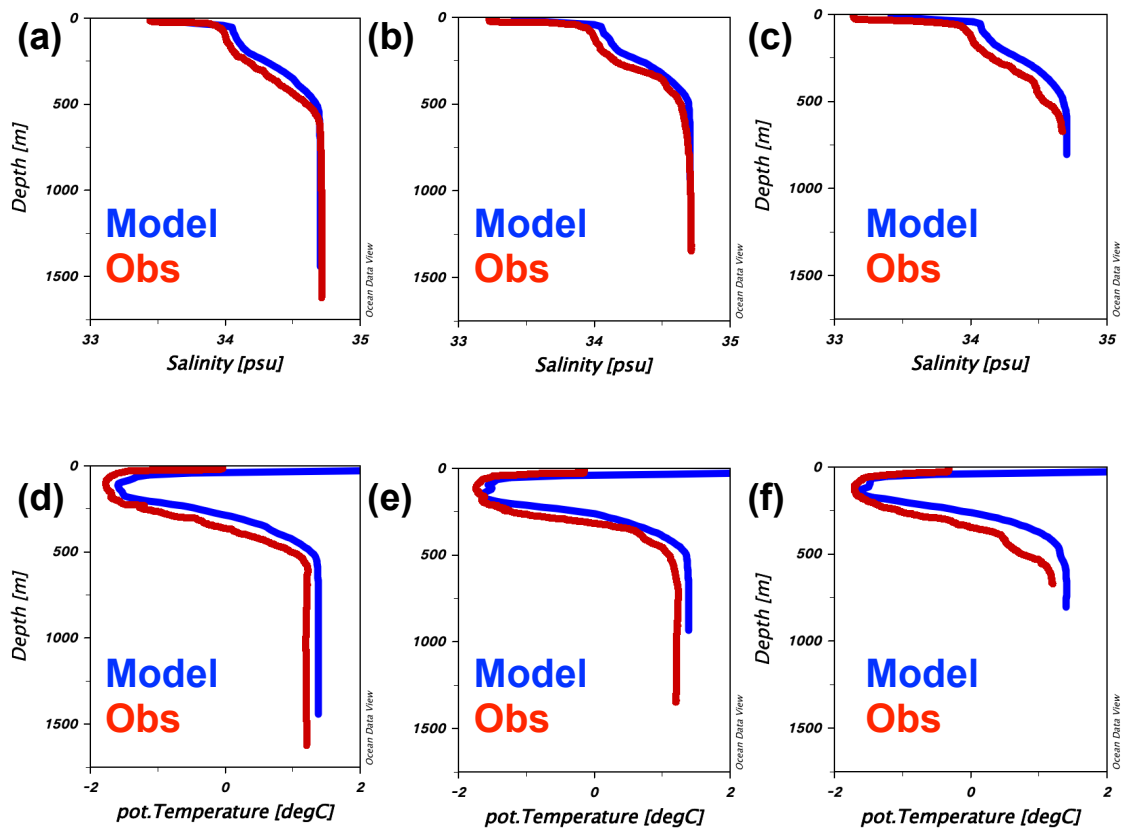 (a)
0
500
1000
1500
Depth [m]
Model
Obs
Ocean Data View
33
34
35
Salinity [psu]
(b)
0
500
1000
1500
Depth [m]
Model
Obs
Ocean Data View
33
34
35
Salinity [psu]
(c)
0
500
1000
1500
Depth [m]
Model
Obs
Ocean Data View
33
34
35
Salinity [psu]
(d)
0
500
1000
1500
Depth [m]
Model
Obs
Ocean Data View
-2
0
2
pot.Temperature [degC]
(e)
0
500
1000
1500
Depth [m]
Model
Obs
Ocean Data View
-2
0
2
pot.Temperature [degC]
(f)
0
500
1000
1500
Depth [m]
Model
Obs
Ocean Data View
-2
0
2
pot.Temperature [degC]